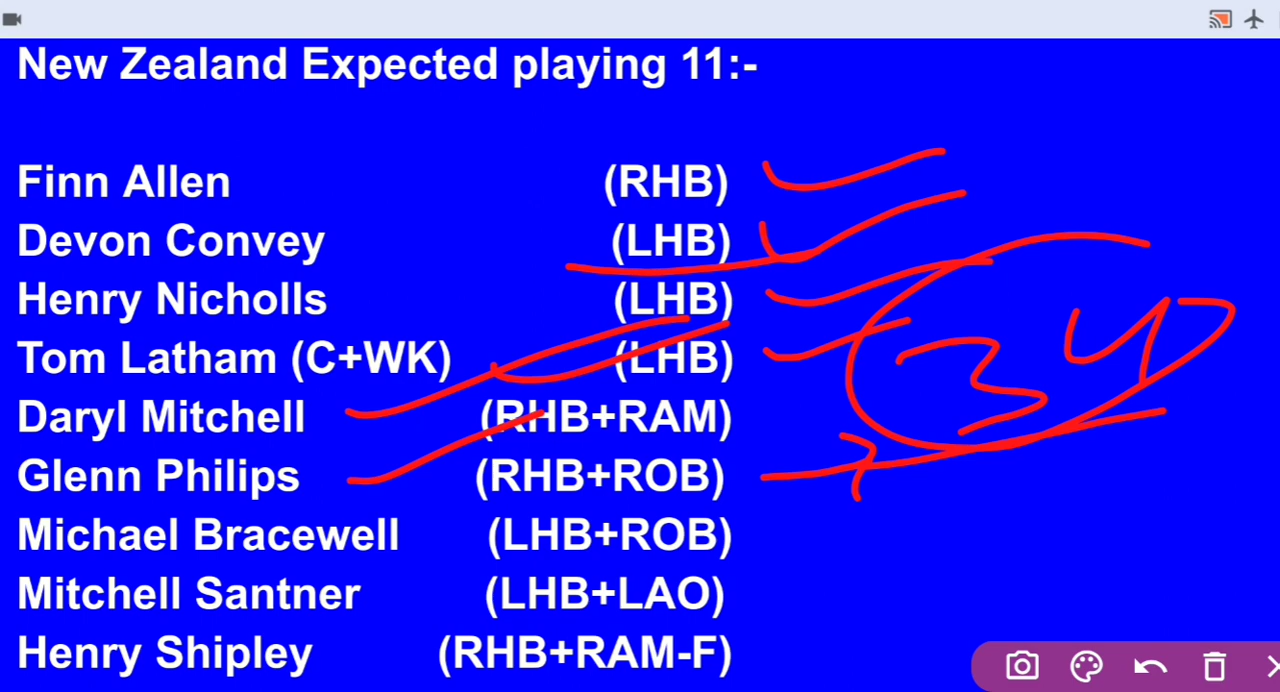 New Zealand Expected playing 11:-
Finn Allen (RHB)
Devon Convey (LHB)
Henry Nicholls (LHB)
Tom Latham (C+WK) (LHB)
34
Daryl Mitchell (RHB+RAM)
Glenn Philips (RHB+ROB)
Michael Bracewell (LHB+ROB)
Mitchell Santner (LHB+LAO)
Henry Shipley (RHB+RAM-F)